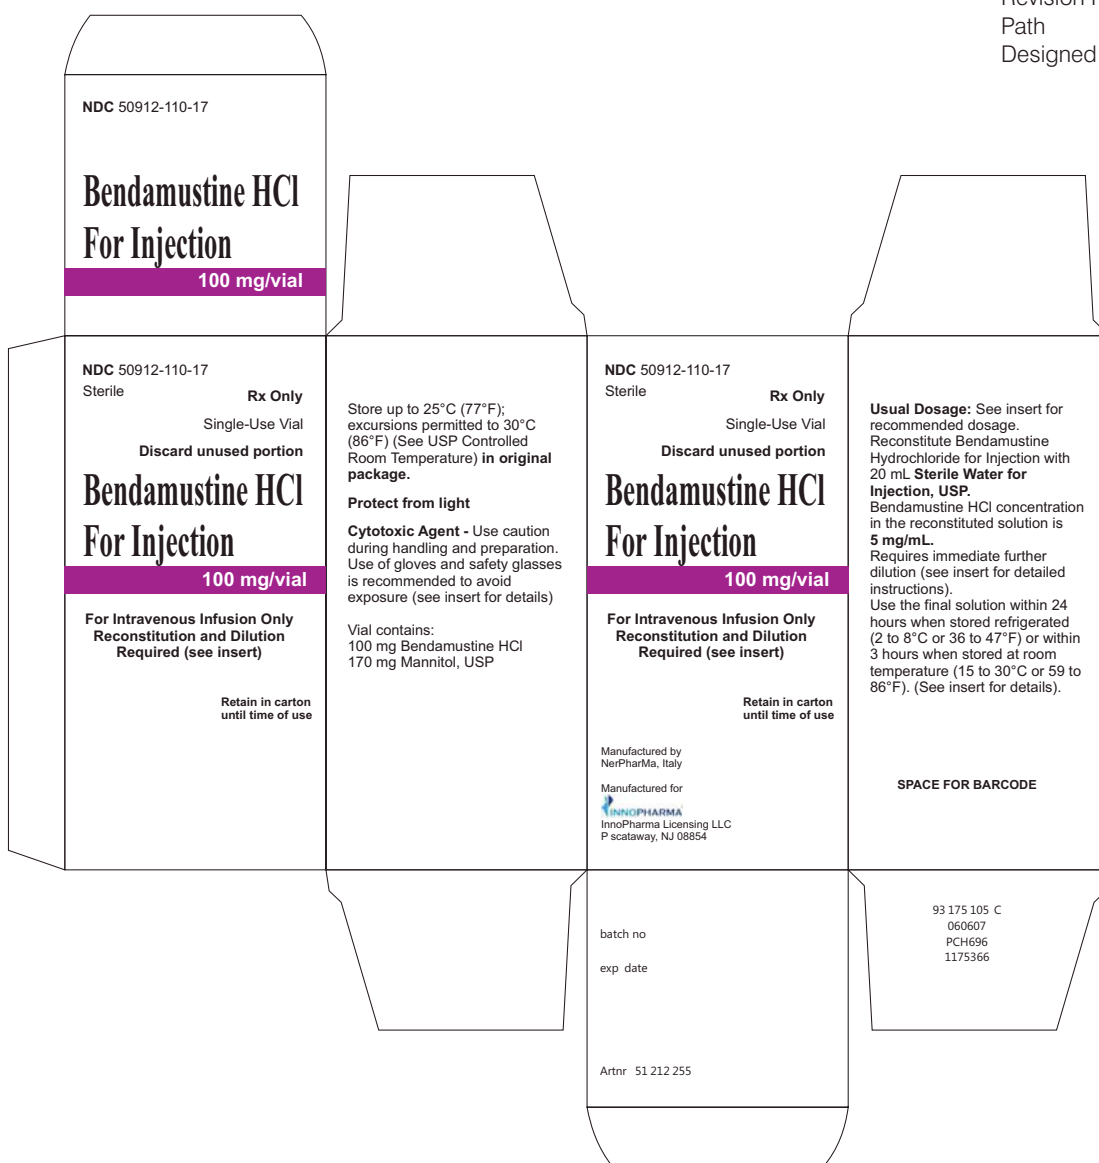 Revision
Path
Designed
NDC 50912-110-17
Bendamustine HCl
For Injection
100 mg/vial
NDC 50912-110-17
Sterile
Rx Only
Single-Use Vial
Discard unused portion
Bendamustine HCl
For Injection
100 mg/vial
For Intravenous Infusion Only
Reconstitution and Dilution
Required (see insert)
Retain in carton
until time of use
Store up to 25°C (77°F);
excursions permitted to 30°C
(86°F) (See USP Controlled
Room Temperature) in original
package.
Protect from light
Cytotoxic Agent - Use caution
during handling and preparation.
Use of gloves and safety glasses
is recommended to avoid
exposure (see insert for details)
Vial contains:
100 mg Bendamustine HCl
170 mg Mannitol, USP
NDC 50912-110-17
Sterile
Rx Only
Single-Use Vial
Discard unused portion
Bendamustine HCl
For Injection
100 mg/vial
For Intravenous Infusion Only
Reconstitution and Dilution
Required (see insert)
Retain in carton
until time of use
Manufactured by
NerPharMa, Italy
Manufactured for
INNOPHARMA
InnoPharma Licensing LLC
P scataway, NJ 08854
Usual Dosage: See insert for
recommended dosage.
Reconstitute Bendamustine
Hydrochloride for Injection with
20 mL Sterile Water for
Injection, USP.
Bendamustine HCl concentration
in the reconstituted solution is
5 mg/mL.
Requires immediate further
dilution (see insert for detailed
instructions).
Use the final solution within 24
hours when stored refrigerated
(2 to 8°C or 36 to 47°F) or within
3 hours when stored at room
temperature (15 to 30°C or 59 to
86°F). (See insert for details).
SPACE FOR BARCODE
batch no
exp date
Artnr 51 212 255
93 175 105 C
060607
PCH696
1175366